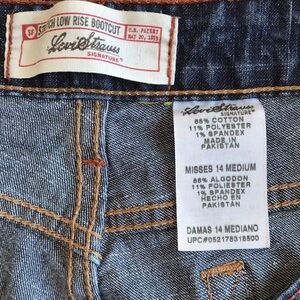 STRETCH LOW RISE BOOTCUT
U.S. PATENT
MAY 20, 1873
Levi Strauss
SIGNATURE
Levi Strauss
SIGNATURE
88% COTTON
11% POLYESTER
1% SPANDEX
MADE IN
PAKISTAN
MISSES 14 MEDIUM
88% ALGODON
11% POLIESTER
1% SPANDEX
HECHO EN
PAKISTAN
DAMAS 14 MEDIANO
UPC#052178318500